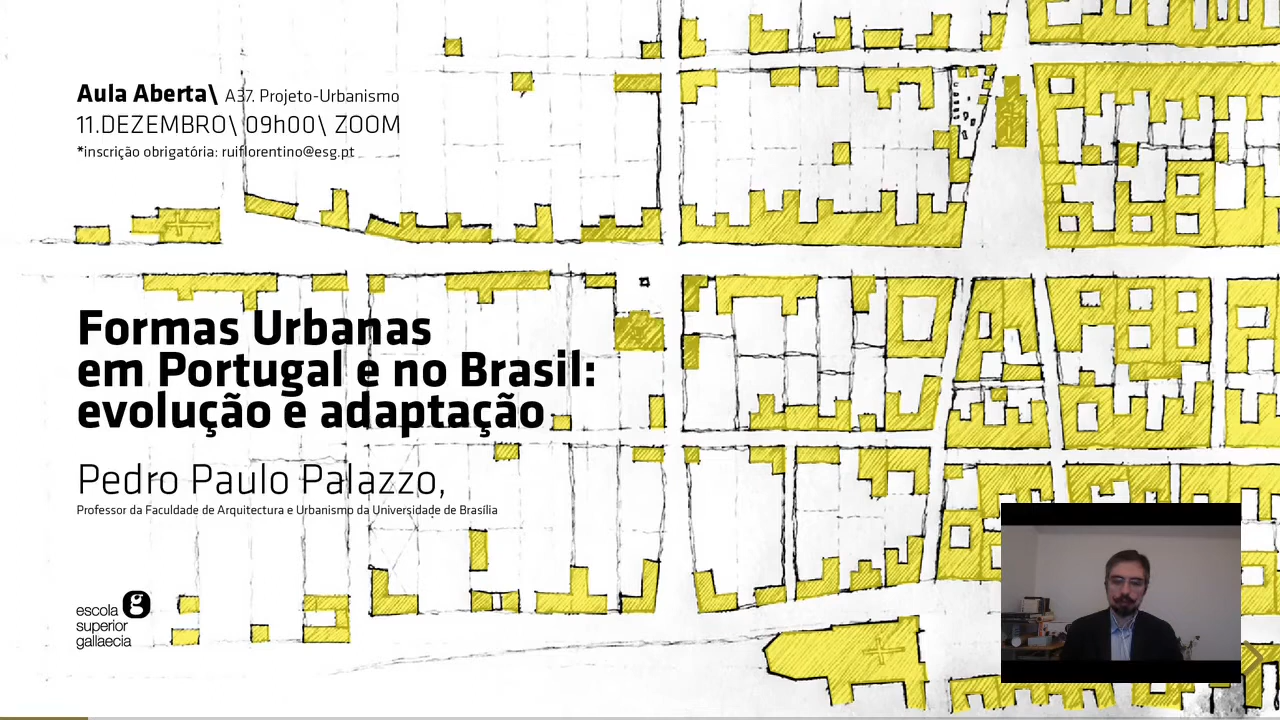 Aula Aberta\ A37. Projeto-Urbanismo
11.DEZEMBRO\ 09h00\ ZOOM
*inscrição obrigatória: ruiflorentino@esg.pt
Formas Urbanas
em Portugal e no Brasil:
evolução e adaptação
Pedro Paulo Palazzo,
Professor da Faculdade de Arquitectura e Urbanismo da Universidade de Brasília
escola g
superior
gallaecia